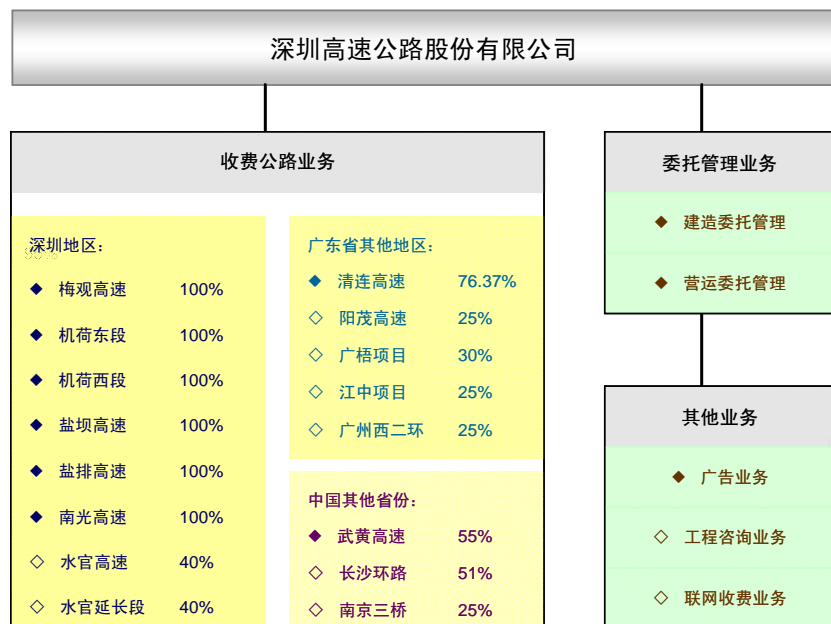 深圳高速公路股份有限公司
收费公路业务
深圳地区：
◆ 梅观高速 100%
◆ 机荷东段 100%
◆ 机荷西段 100%
◆ 盐坝高速 100%
◆ 盐排高速 100%
◆ 南光高速 100%
◇ 水官高速 40%
◇ 水官延长段 40%
广东省其他地区：
◆ 清连高速 76.37%
◇ 阳茂高速 25%
◇ 广梧项目 30%
◇ 江中项目 25%
◇ 广州西二环 25%
中国其他省份：
◆ 武黄高速 55%
◇ 长沙环路 51%
◇ 南京三桥 25%
委托管理业务
◆ 建造委托管理
◆ 营运委托管理
其他业务
◆ 广告业务
◇ 工程咨询业务
◇ 联网收费业务